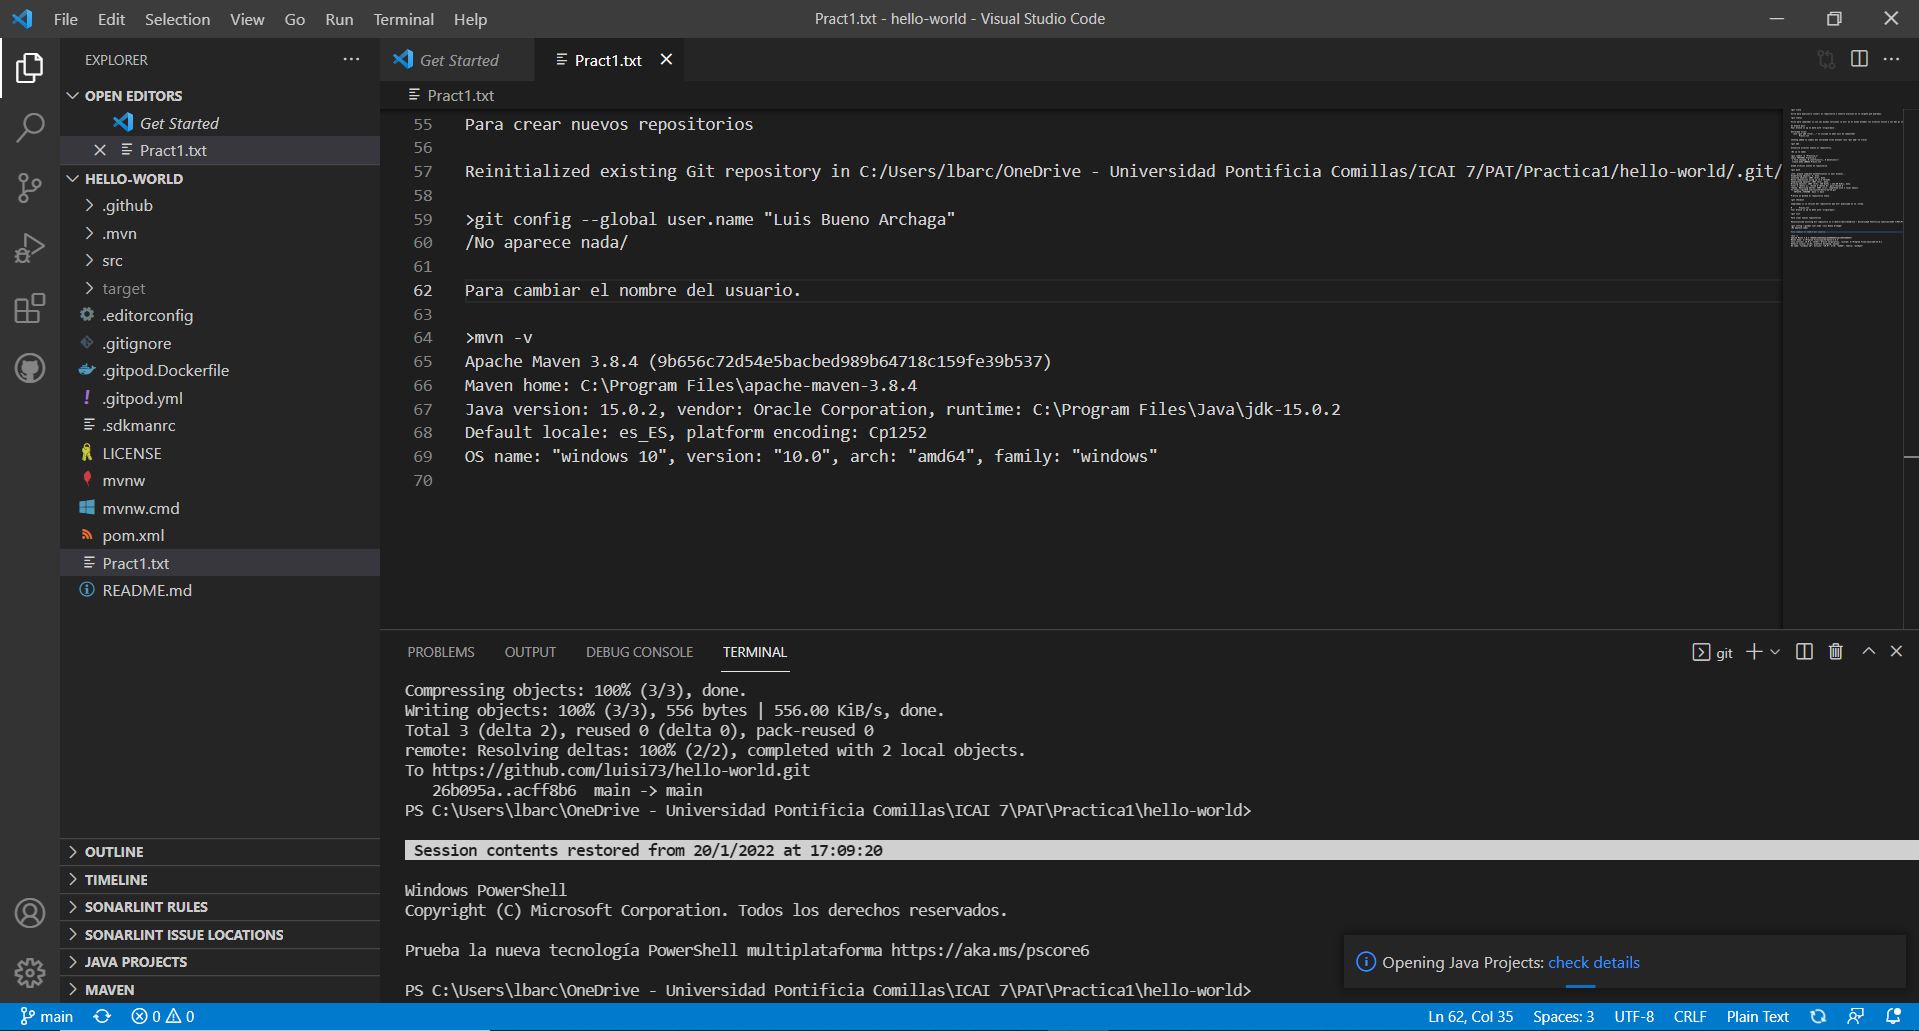 File Edit Selection View Go Run Terminal Help
Pract1.txt - hello-world - Visual Studio Code
EXPLORER
OPEN EDITORS
Get Started
Pract1.txt
HELLO-WORLD
.github
.mvn
src
target
.editorconfig
.gitignore
.gitpod.Dockerfile
.gitpod.yml
.sdkmanrc
LICENSE
mvnw
mvnw.cmd
pom.xml
Pract1.txt
README.md
OUTLINE
TIMELINE
SONARLINT RULES
SONARLINT ISSUE LOCATIONS
JAVA PROJECTS
MAVEN
Get Started
Pract1.txt
Pract1.txt
55 Para crear nuevos repositorios
56
57 Reinitialized existing Git repository in C:/Users/lbarc/OneDrive - Universidad Pontificia Comillas/ICAI 7/PAT/Practica1/hello-world/.git/
58
59 >git config --global user.name "Luis Bueno Archaga"
60 /No aparece nada/
61
62 Para cambiar el nombre del usuario.
63
64 >mvn -v
65 Apache Maven 3.8.4 (9b656c72d54e5bacbed989b64718c159fe39b537)
66 Maven home: C:\Program Files\apache-maven-3.8.4
67 Java version: 15.0.2, vendor: Oracle Corporation, runtime: C:\Program Files\Java\jdk-15.0.2
68 Default locale: es_ES, platform encoding: Cp1252
69 OS name: "windows 10", version: "10.0", arch: "amd64", family: "windows"
70
PROBLEMS OUTPUT DEBUG CONSOLE TERMINAL
git
Compressing objects: 100% (3/3), done.
Writing objects: 100% (3/3), 556 bytes | 556.00 KiB/s, done.
Total 3 (delta 2), reused 0 (delta 0), pack-reused 0
remote: Resolving deltas: 100% (2/2), completed with 2 local objects.
To https://github.com/luisi73/hello-world.git
26b095a..acff8b6 main -> main
PS C:\Users\lbarc\OneDrive - Universidad Pontificia Comillas\ICAI 7\PAT\Practica1\hello-world>
Session contents restored from 20/1/2022 at 17:09:20
Windows PowerShell
Copyright (C) Microsoft Corporation. Todos los derechos reservados.
Prueba la nueva tecnología PowerShell multiplataforma https://aka.ms/pscore6
PS C:\Users\lbarc\OneDrive - Universidad Pontificia Comillas\ICAI 7\PAT\Practica1\hello-world>
Opening Java Projects: check details
main 0 0
Ln 62, Col 35 Spaces: 3 UTF-8 CRLF Plain Text